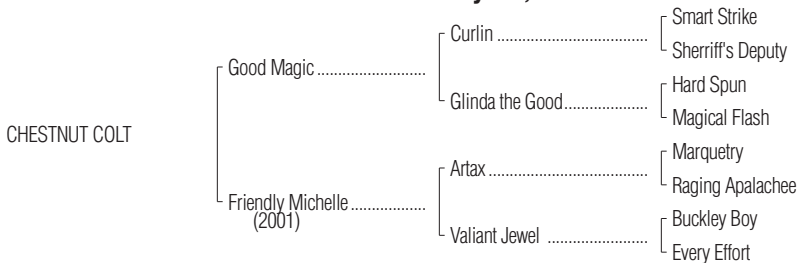 Smart Strike
Curlin ..........................................
Sherriff's Deputy
Good Magic ..........................
Hard Spun
Glinda the Good....................
Magical Flash
CHESTNUT COLT
Marquetry
Artax .......................................
Raging Apalachee
Friendly Michelle ..................
(2001)
Buckley Boy
Valiant Jewel ........................
Every Effort